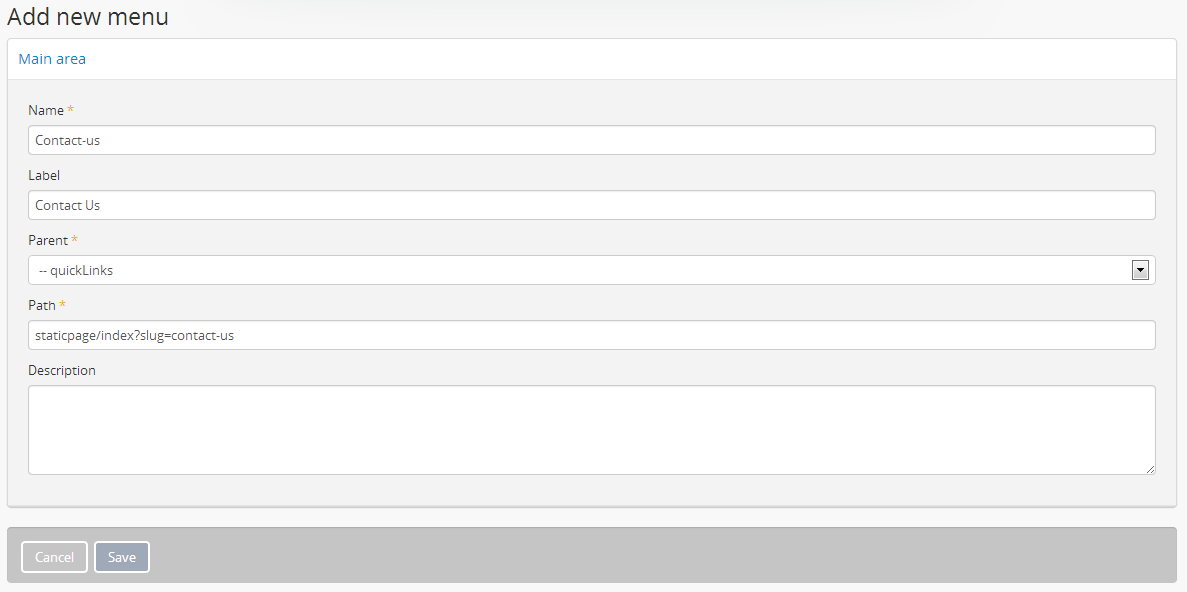 Add new menu
Main area
Name *
Contact-us
Label
Contact Us
Parent *
-- quickLinks
Path *
staticpage/index?slug=contact-us
Description
Cancel Save